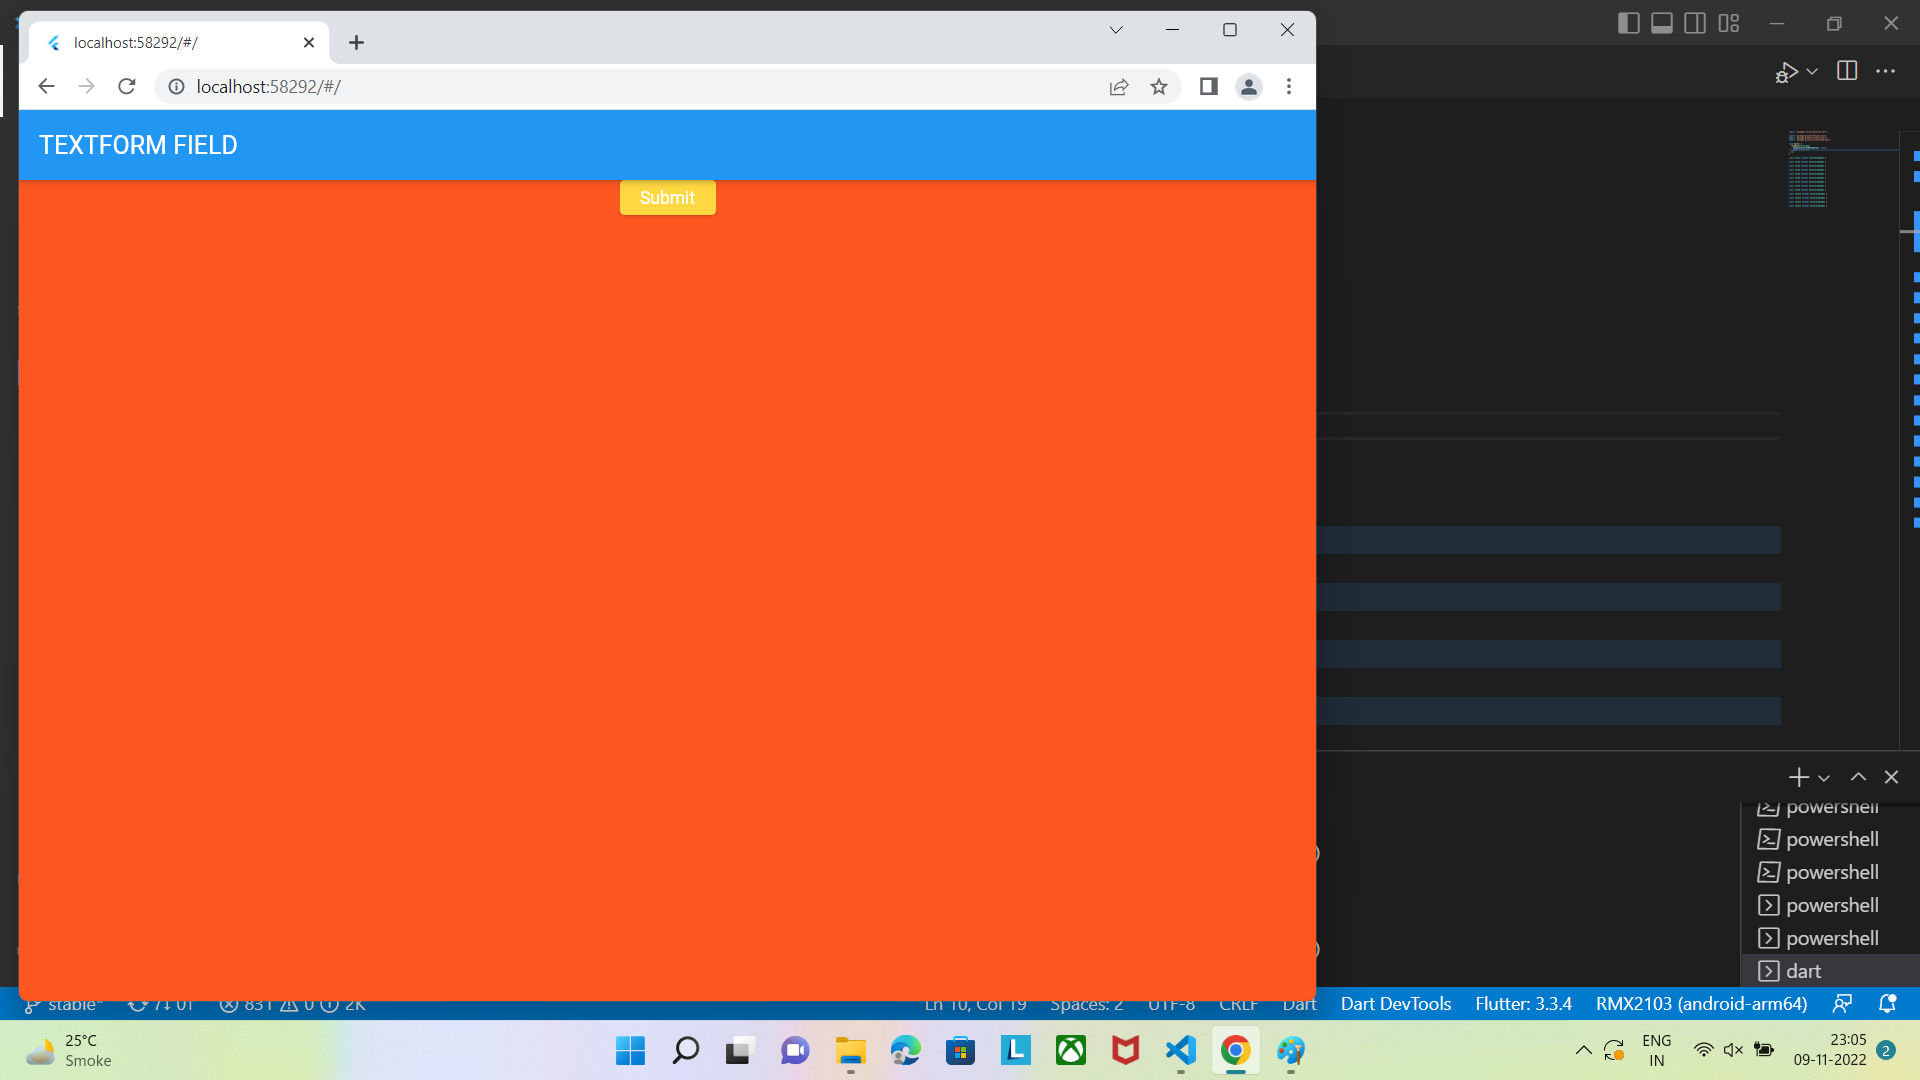 localhost:58292/#/
localhost:58292/#/
TEXTFORM FIELD
Submit
powershell
powershell
powershell
powershell
powershell
dart
stable* 7↓ 0↑ 831 0 2K Ln 10, Col 19 Spaces: 2 UTF-8 CRLF Dart Dart DevTools Flutter: 3.3.4 RMX2103 (android-arm64)
25°C
Smoke
ENG
IN
23:05
09-11-2022
2